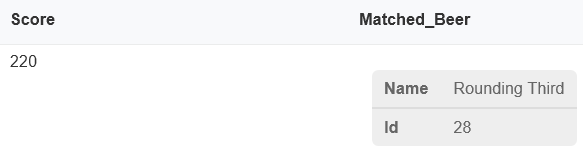 Score Matched_Beer
220
Name Rounding Third
Id 28